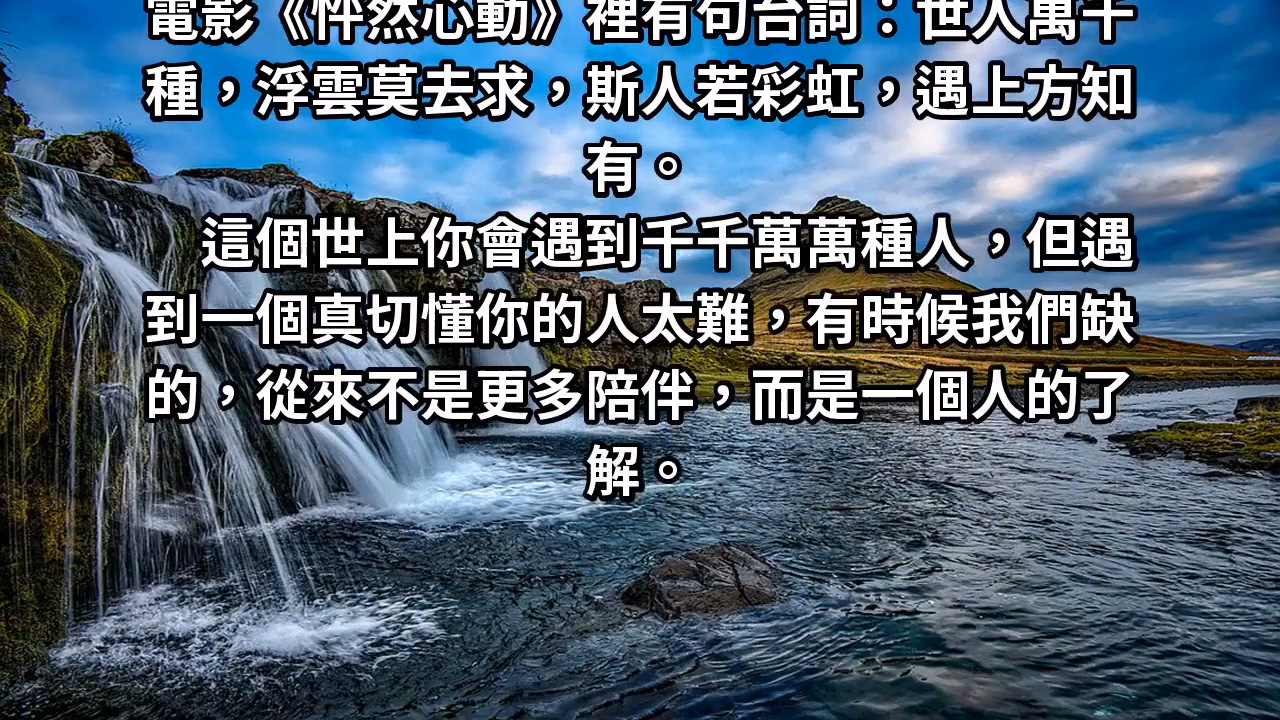 電影《怦然心動》裡有句台詞：世人萬千
種，浮雲莫去求，斯人若彩虹，遇上方知
有。
這個世上你會遇到千千萬萬種人，但遇
到一個真切懂你的人太難，有時候我們缺
的，從來不是更多陪伴，而是一個人的了
解。